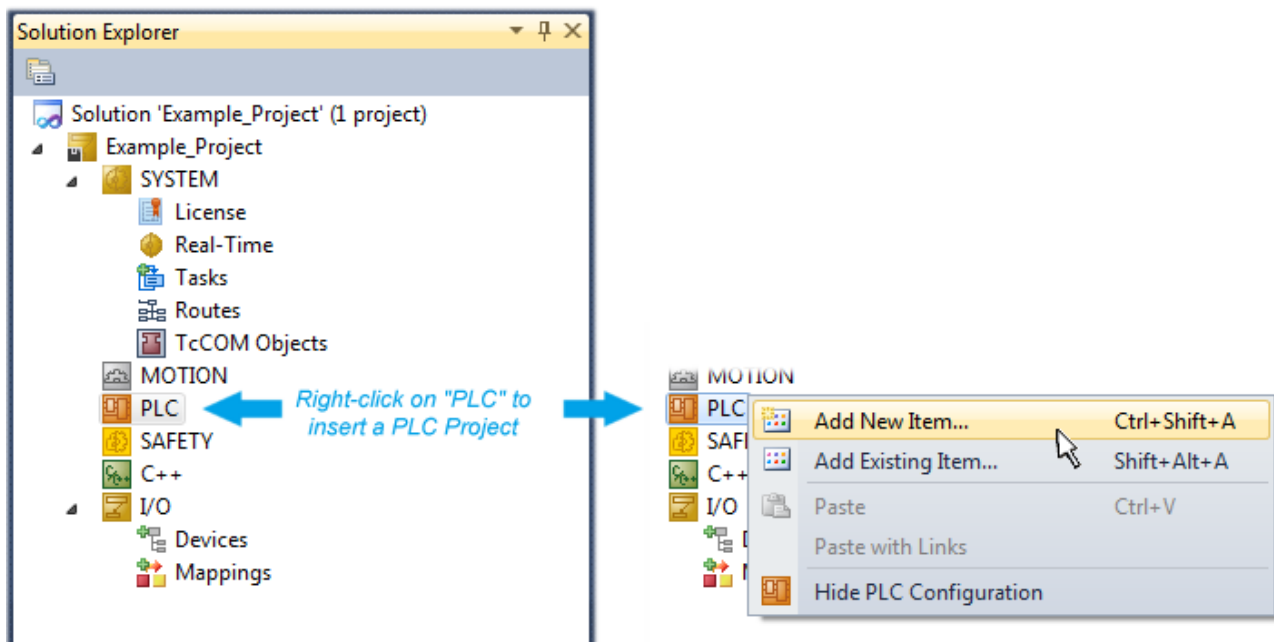 Solution Explorer
Solution 'Example_Project' (1 project)
Example_Project
SYSTEM
License
Real-Time
Tasks
Routes
TcCOM Objects
MOTION
PLC
SAFETY
C++
I/O
Devices
Mappings
Right-click on "PLC" to
insert a PLC Project
MOTION
PLC
SAF
C++
I/O
Add New Item... Ctrl+Shift+A
Add Existing Item... Shift+Alt+A
Paste Ctrl+V
Paste with Links
Hide PLC Configuration